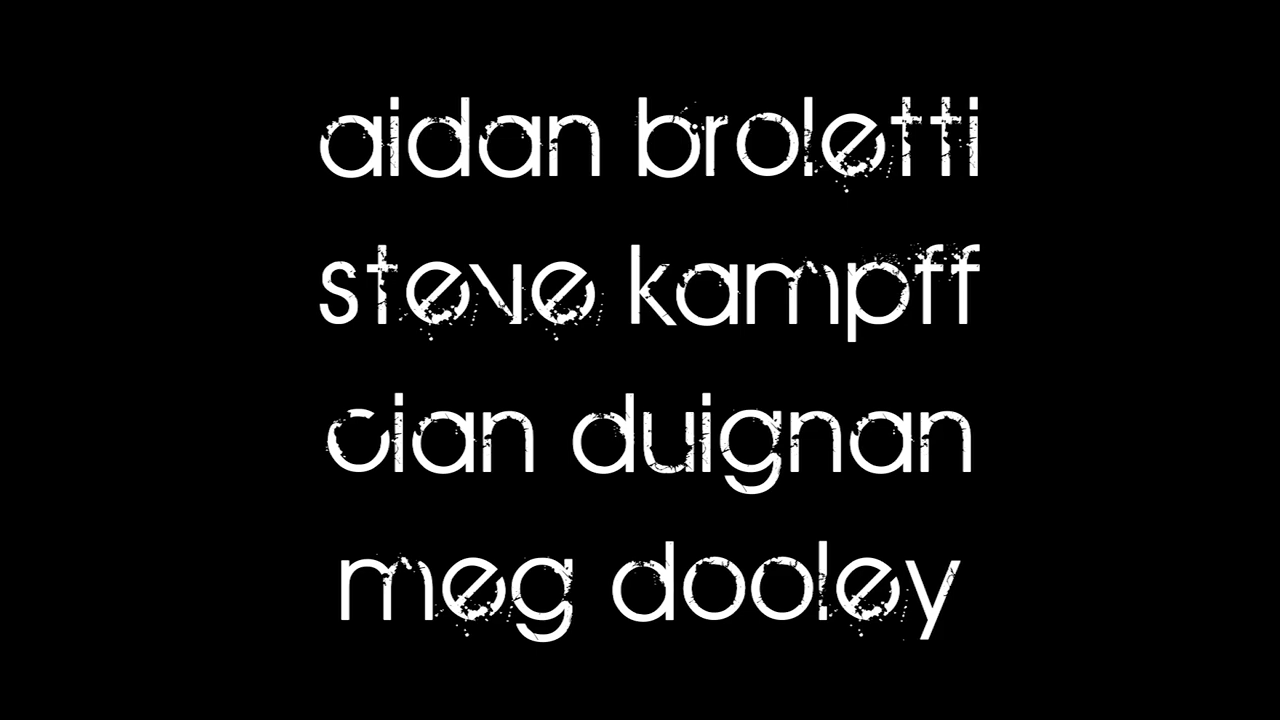 aidan broletti
steve kampff
cian duignan
meg dooley